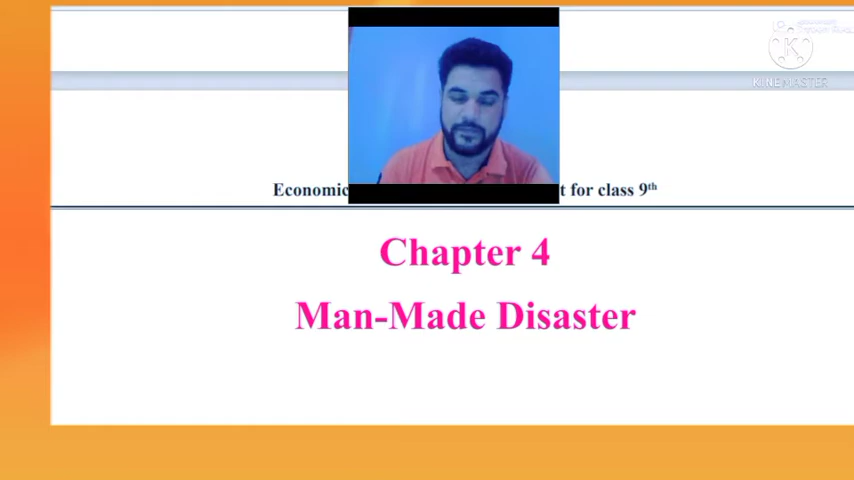 KINEMASTER
Economic
t for class 9th
Chapter 4
Man-Made Disaster